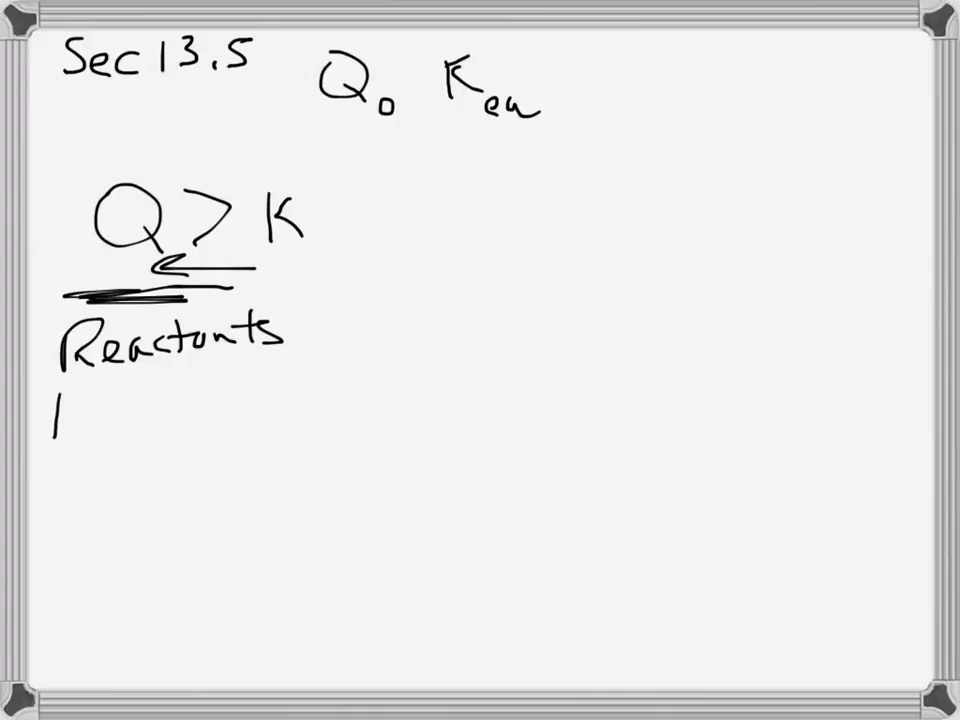 Sec 13.5
Q₀ Keq
Q > K
←
Reactants